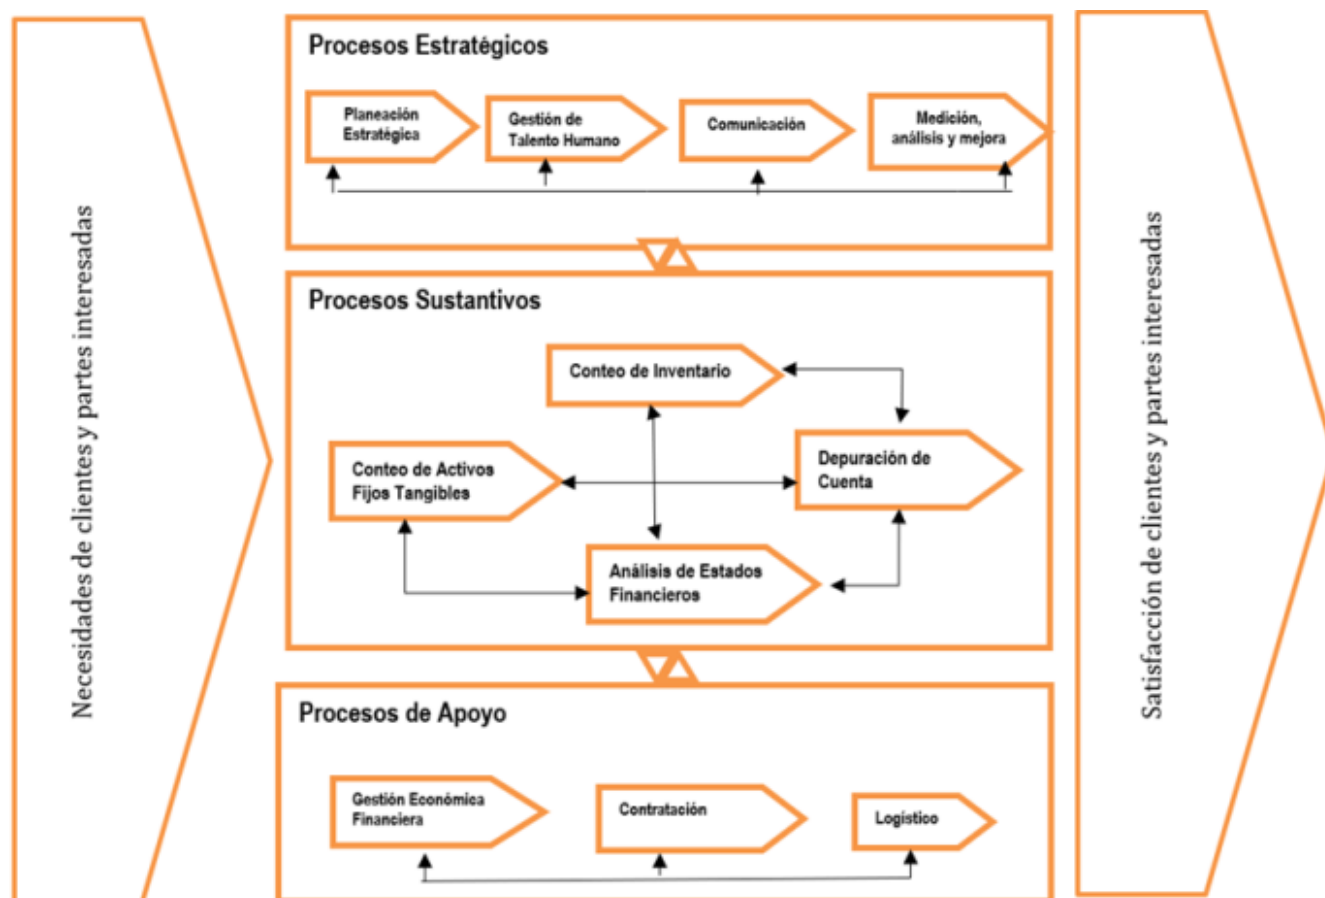 Necesidades de clientes y partes interesadas
Procesos Estratégicos
Planeación
Estratégica
Gestión de
Talento Humano
Comunicación
Medición,
análisis y mejora
Procesos Sustantivos
Conteo de Inventario
Conteo de Activos
Fijos Tangibles
Depuración de
Cuenta
Análisis de Estados
Financieros
Procesos de Apoyo
Gestión Económica
Financiera
Contratación
Logístico
Satisfacción de clientes y partes interesadas